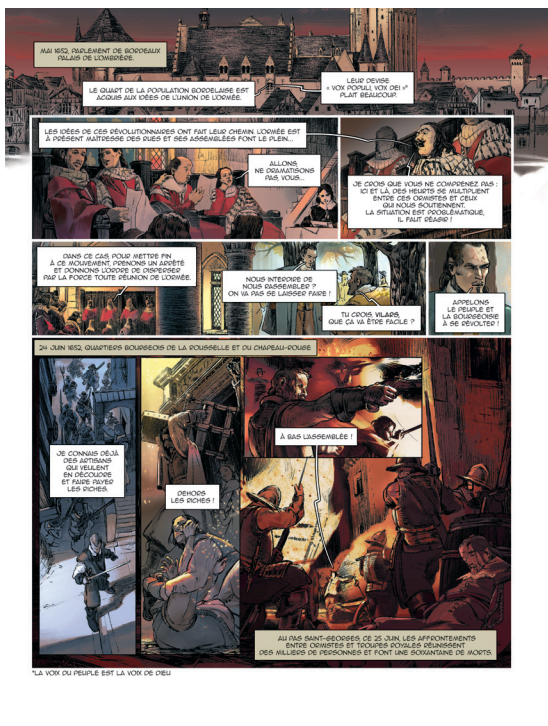 MAI 1652, PARLEMENT DE BORDEAUX
PALAIS DE L'OMBRIÈRE.
LE QUART DE LA POPULATION BORDELAISE EST
ACQUIS AUX IDÉES DE L'UNION DE L'ORMÉE.
LEUR DEVISE
« VOX POPULI, VOX DEI »*
PLAIT BEAUCOUP.
LES IDÉES DE CES RÉVOLUTIONNAIRES ONT FAIT LEUR CHEMIN. L'ORMÉE EST
À PRÉSENT MAÎTRESSE DES RUES ET SES ASSEMBLÉES FONT LE PLEIN...
ALLONS,
NE DRAMATISONS
PAS, VOUS...
JE CROIS QUE VOUS NE COMPRENEZ PAS :
ICI ET LÀ, DES HEURTS SE MULTIPLIENT
ENTRE CES ORMISTES ET CEUX
QUI NOUS SOUTIENNENT.
LA SITUATION EST PROBLÉMATIQUE,
IL FAUT RÉAGIR !
DANS CE CAS, POUR METTRE FIN
À CE MOUVEMENT, PRENONS UN ARRÊTÉ
ET DONNONS L'ORDRE DE DISPERSER
PAR LA FORCE TOUTE RÉUNION DE L'ORMÉE.
NOUS INTERDIRE DE
NOUS RASSEMBLER ?
ON VA PAS SE LAISSER FAIRE !
TU CROIS, VILARS,
QUE ÇA VA ÊTRE FACILE ?
APPELONS
LE PEUPLE ET
LA BOURGEOISIE
À SE RÉVOLTER !
24 JUIN 1652, QUARTIERS BOURGEOIS DE LA ROUSSELLE ET DU CHAPEAU-ROUGE
JE CONNAIS DÉJÀ
DES ARTISANS
QUI VEULENT
EN DÉCOUDRE
ET FAIRE PAYER
LES RICHES.
DEHORS
LES RICHES !
À BAS L'ASSEMBLÉE !
AU PAS SAINT-GEORGES, CE 25 JUIN, LES AFFRONTEMENTS
ENTRE ORMISTES ET TROUPES ROYALES RÉUNISSENT
DES MILLIERS DE PERSONNES ET FONT UNE SOIXANTAINE DE MORTS.
*LA VOIX DU PEUPLE EST LA VOIX DE DIEU